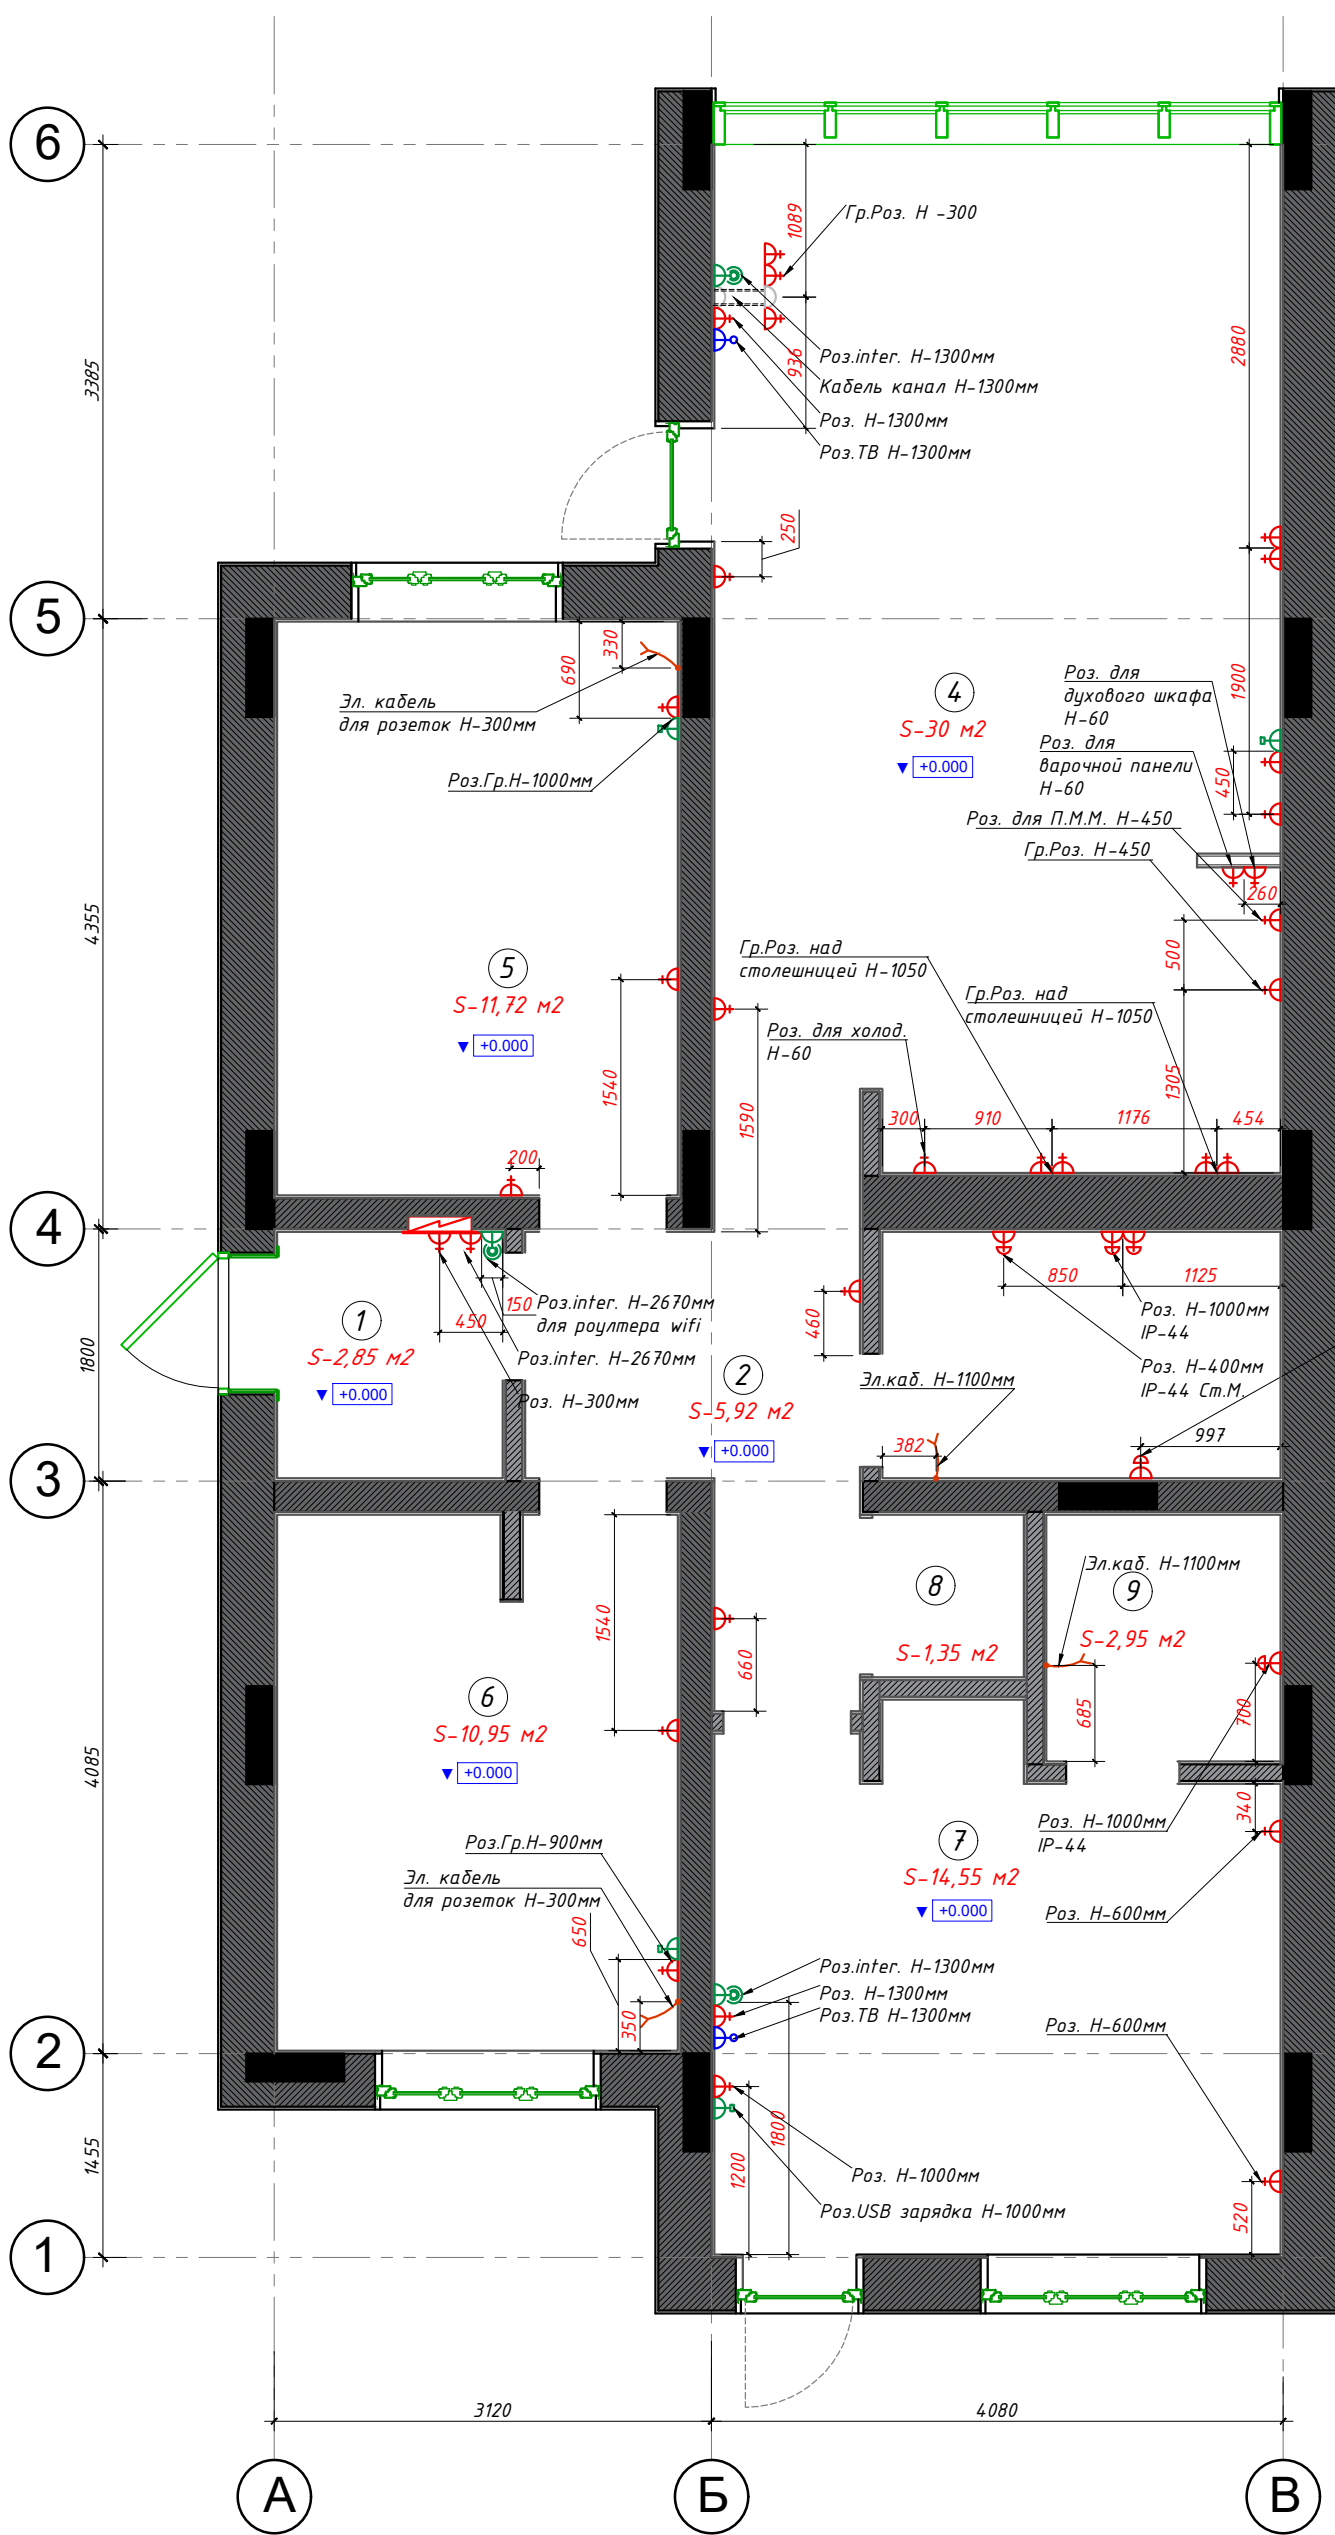 6
Гр.Роз. Н -300
1089
Роз.inter. Н-1300мм
936
Кабель канал Н-1300мм
Роз. Н-1300мм
Роз.ТВ Н-1300мм
2880
3385
250
5
330
690
Эл. кабель
для розеток Н-300мм
Роз.Гр.Н-1000мм
4
S-30 м2
+0.000
Роз. для
духового шкафа
Н-60
Роз. для
варочной панели
Н-60
1900
450
Роз. для П.М.М. Н-450
Гр.Роз. Н-450
260
4355
5
S-11,72 м2
+0.000
Гр.Роз. над
столешницей Н-1050
500
Гр.Роз. над
столешницей Н-1050
Роз. для холод.
Н-60
1540
1590
1305
300
910
1176
454
200
4
150
450
Роз.inter. Н-2670мм
для роултера wifi
Роз.inter. Н-2670мм
Роз. Н-300мм
1
S-2,85 м2
+0.000
1800
460
850
1125
Роз. Н-1000мм
IP-44
Роз. Н-400мм
IP-44 Ст.М.
2
S-5,92 м2
+0.000
Эл.каб. Н-1100мм
382
997
3
1540
8
S-1,35 м2
Эл.каб. Н-1100мм
9
S-2,95 м2
660
685
700
6
S-10,95 м2
+0.000
4085
340
Роз. Н-1000мм
IP-44
7
S-14,55 м2
+0.000
Роз.Гр.Н-900мм
Эл. кабель
для розеток Н-300мм
650
350
Роз. Н-600мм
Роз.inter. Н-1300мм
Роз. Н-1300мм
Роз.ТВ Н-1300мм
Роз. Н-600мм
2
1455
1800
1200
Роз. Н-1000мм
Роз.USB зарядка Н-1000мм
520
1
3120
4080
А
Б
В